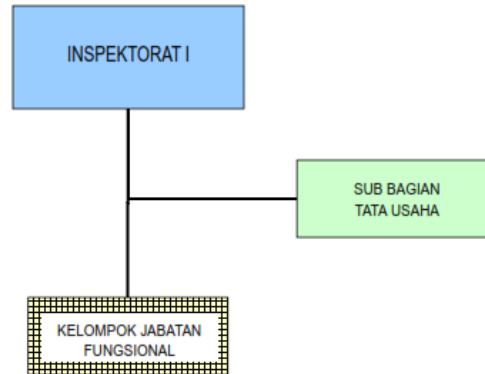 INSPEKTORAT I
SUB BAGIAN
TATA USAHA
KELOMPOK JABATAN
FUNGSIONAL